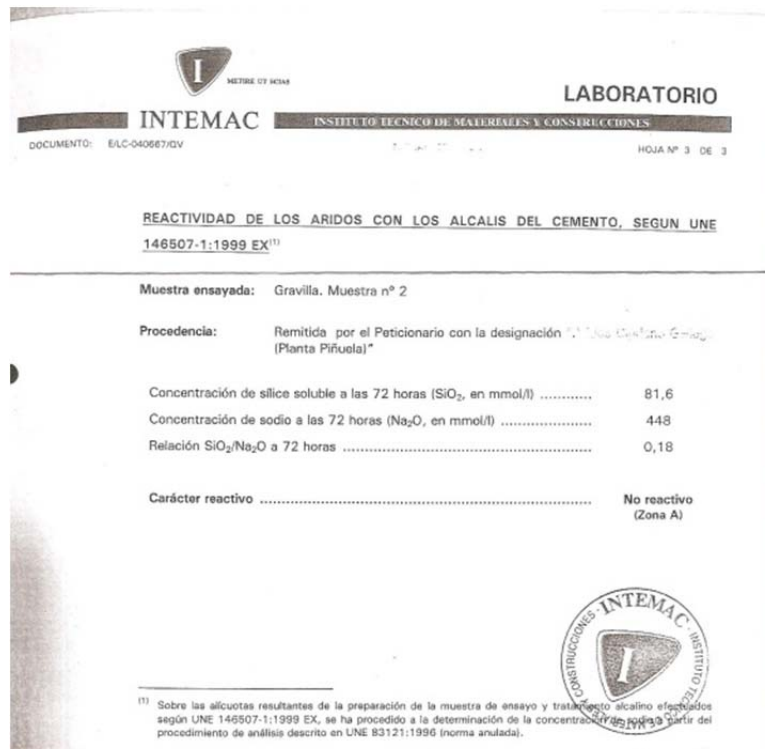 I
METIRE UT SCIAS
LABORATORIO
INTEMAC
INSTITUTO TECNICO DE MATERIALES Y CONSTRUCCIONES
DOCUMENTO: E/LC-040667/QV
HOJA Nº 3 DE 3
REACTIVIDAD DE LOS ARIDOS CON LOS ALCALIS DEL CEMENTO, SEGUN UNE
146507-1:1999 EX(1)
Muestra ensayada: Gravilla. Muestra nº 2
Procedencia: Remitida por el Peticionario con la designación "
(Planta Piñuela)"
Concentración de sílice soluble a las 72 horas (SiO₂, en mmol/l) ............ 81,6
Concentración de sodio a las 72 horas (Na₂O, en mmol/l) ..................... 448
Relación SiO₂/Na₂O a 72 horas .......................................................... 0,18
Carácter reactivo ............................................................................ No reactivo
(Zona A)
INTEMAC - INSTITUTO TECNICO DE MATERIALES Y CONSTRUCCIONES
I
(1) Sobre las alícuotas resultantes de la preparación de la muestra de ensayo y tratamiento alcalino efectuados
según UNE 146507-1:1999 EX, se ha procedido a la determinación de la concentración de sodio a partir del
procedimiento de análisis descrito en UNE 83121:1996 (norma anulada).